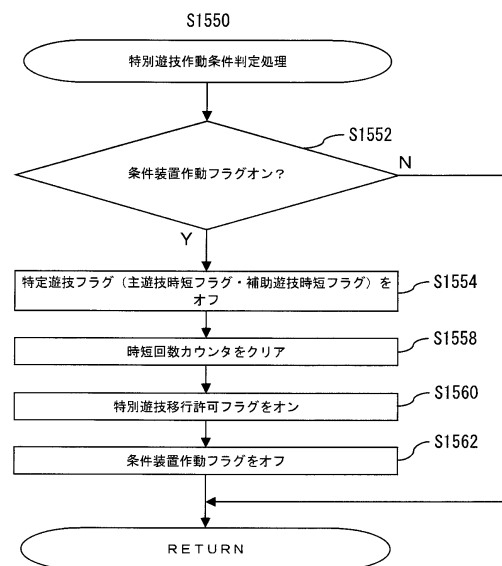 S1550
特別遊技作動条件判定処理
S1552
条件装置作動フラグオン?
N
Y
特定遊技フラグ（主遊技時短フラグ・補助遊技時短フラグ）を
オフ
S1554
時短回数カウンタをクリア
S1558
特別遊技移行許可フラグをオン
S1560
条件装置作動フラグをオフ
S1562
RETURN